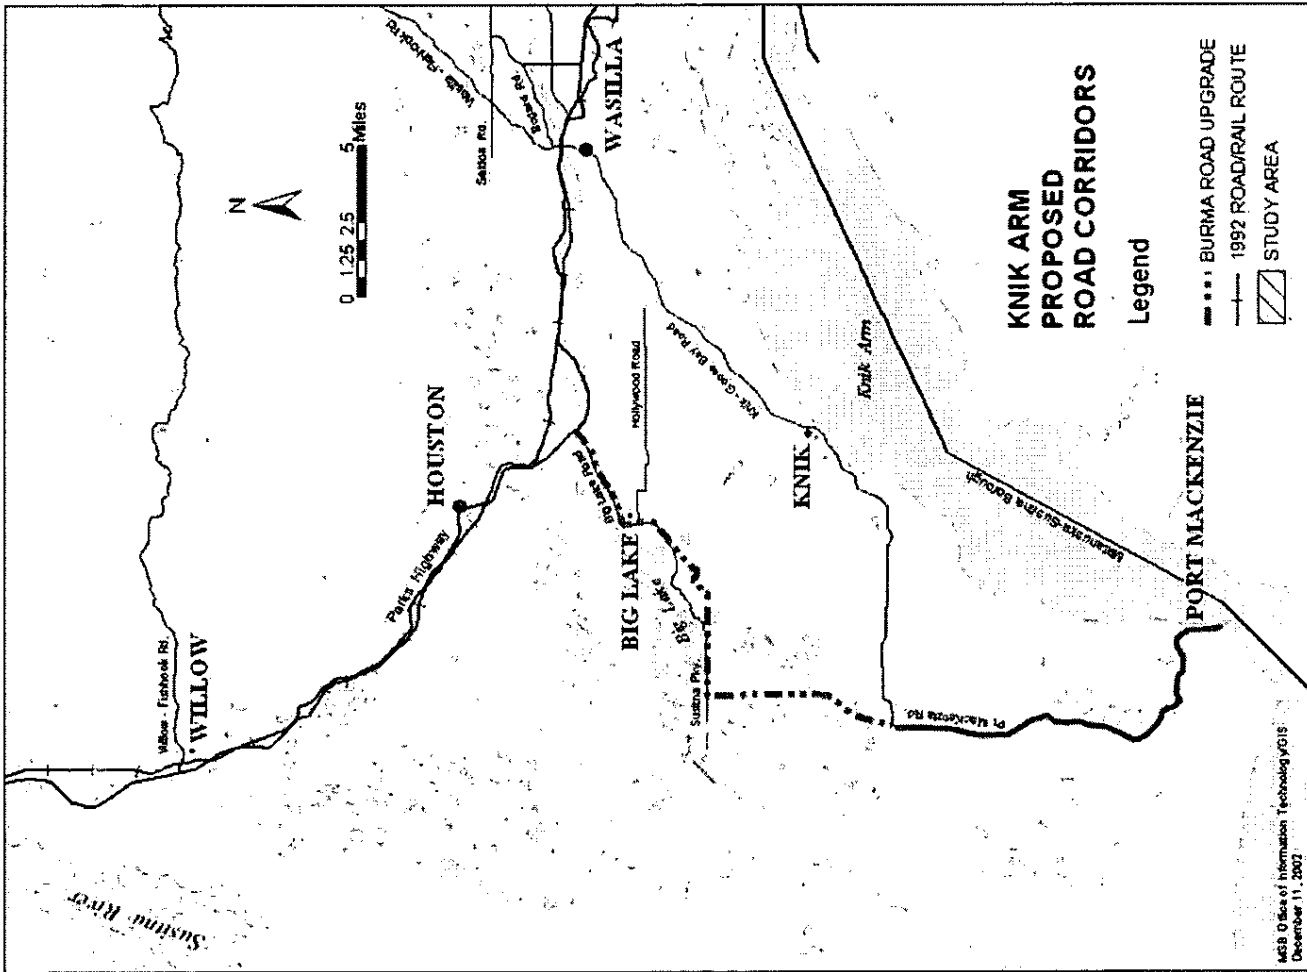 Susitna River
Willow - Fishhook Rd.
WILLOW
Parks Highway
HOUSTON
N
0 1.25 2.5 5 Miles
Wasilla - Fishhook Rd.
Seldon Rd.
Bogard Rd.
WASILLA
Big Lake Road
BIG LAKE
Big Lake
Hollywood Road
Susitna Pky.
Knik - Goose Bay Road
KNIK
Knik Arm
Pt MacKenzie Rd.
Matanuska-Susitna Borough
PORT MACKENZIE
KNIK ARM
PROPOSED
ROAD CORRIDORS
Legend
BURMA ROAD UPGRADE
1992 ROAD/RAIL ROUTE
STUDY AREA
MSB Office of Information Technology/GIS
December 11, 2002